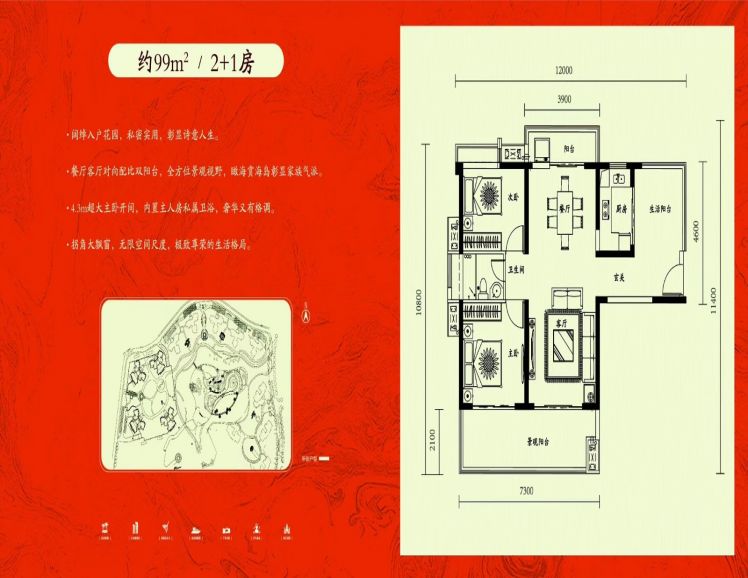 约99m² / 2+1房
·阔绰入户花园，私密实用，彰显诗意人生。
·餐厅客厅对向配比双阳台，全方位景观视野，瞰海赏海岛彰显家族气派。
·4.3m超大主卧开间，内置主人房私属卫浴，奢华又有格调。
·拐角大飘窗，无限空间尺度，极致尊荣的生活格局。
12000
3900
阳台
次卧
餐厅
厨房
生活阳台
4600
10800
11400
卫生间
玄关
客厅
主卧
2100
景观阳台
7300